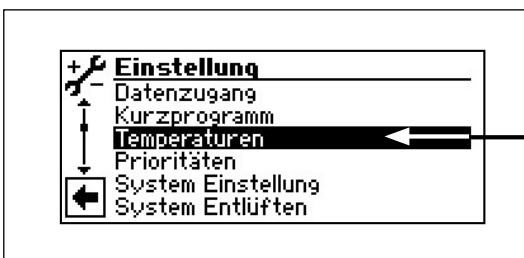 Einstellung
Datenzugang
Kurzprogramm
Temperaturen
Prioritäten
System Einstellung
System Entlüften